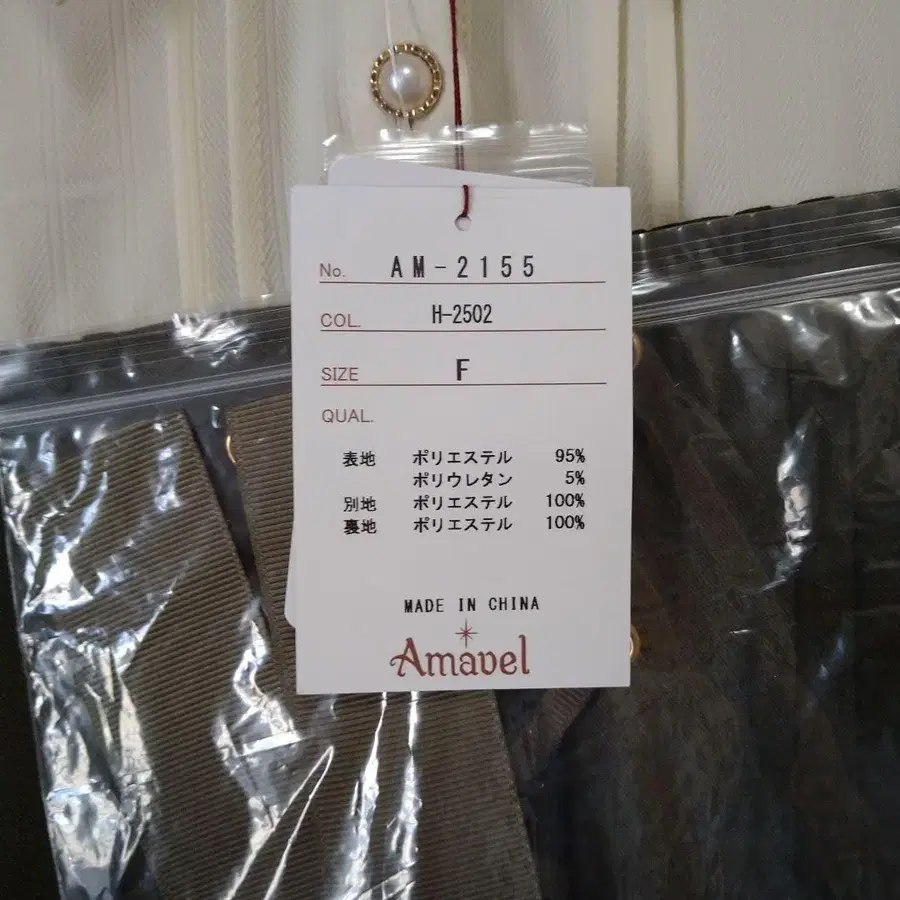 No. AM-2155
COL. H-2502
SIZE F
QUAL.
表地 ポリエステル 95%
ポリウレタン 5%
別地 ポリエステル 100%
裏地 ポリエステル 100%
MADE IN CHINA
Amavel